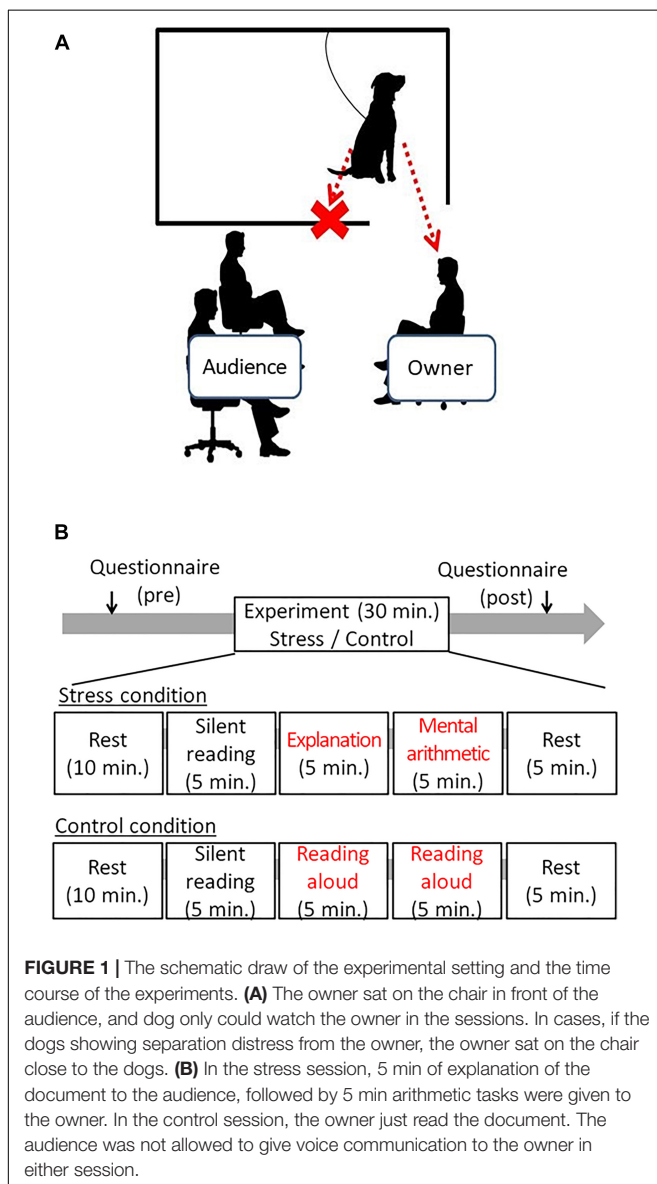 A
Audience
Owner
B
Questionnaire
(pre)
Questionnaire
(post)
Experiment (30 min.)
Stress / Control
Stress condition
Rest
(10 min.)
Silent
reading
(5 min.)
Explanation
(5 min.)
Mental
arithmetic
(5 min.)
Rest
(5 min.)
Control condition
Rest
(10 min.)
Silent
reading
(5 min.)
Reading
aloud
(5 min.)
Reading
aloud
(5 min.)
Rest
(5 min.)
FIGURE 1 | The schematic draw of the experimental setting and the time
course of the experiments. (A) The owner sat on the chair in front of the
audience, and dog only could watch the owner in the sessions. In cases, if the
dogs showing separation distress from the owner, the owner sat on the chair
close to the dogs. (B) In the stress session, 5 min of explanation of the
document to the audience, followed by 5 min arithmetic tasks were given to
the owner. In the control session, the owner just read the document. The
audience was not allowed to give voice communication to the owner in
either session.